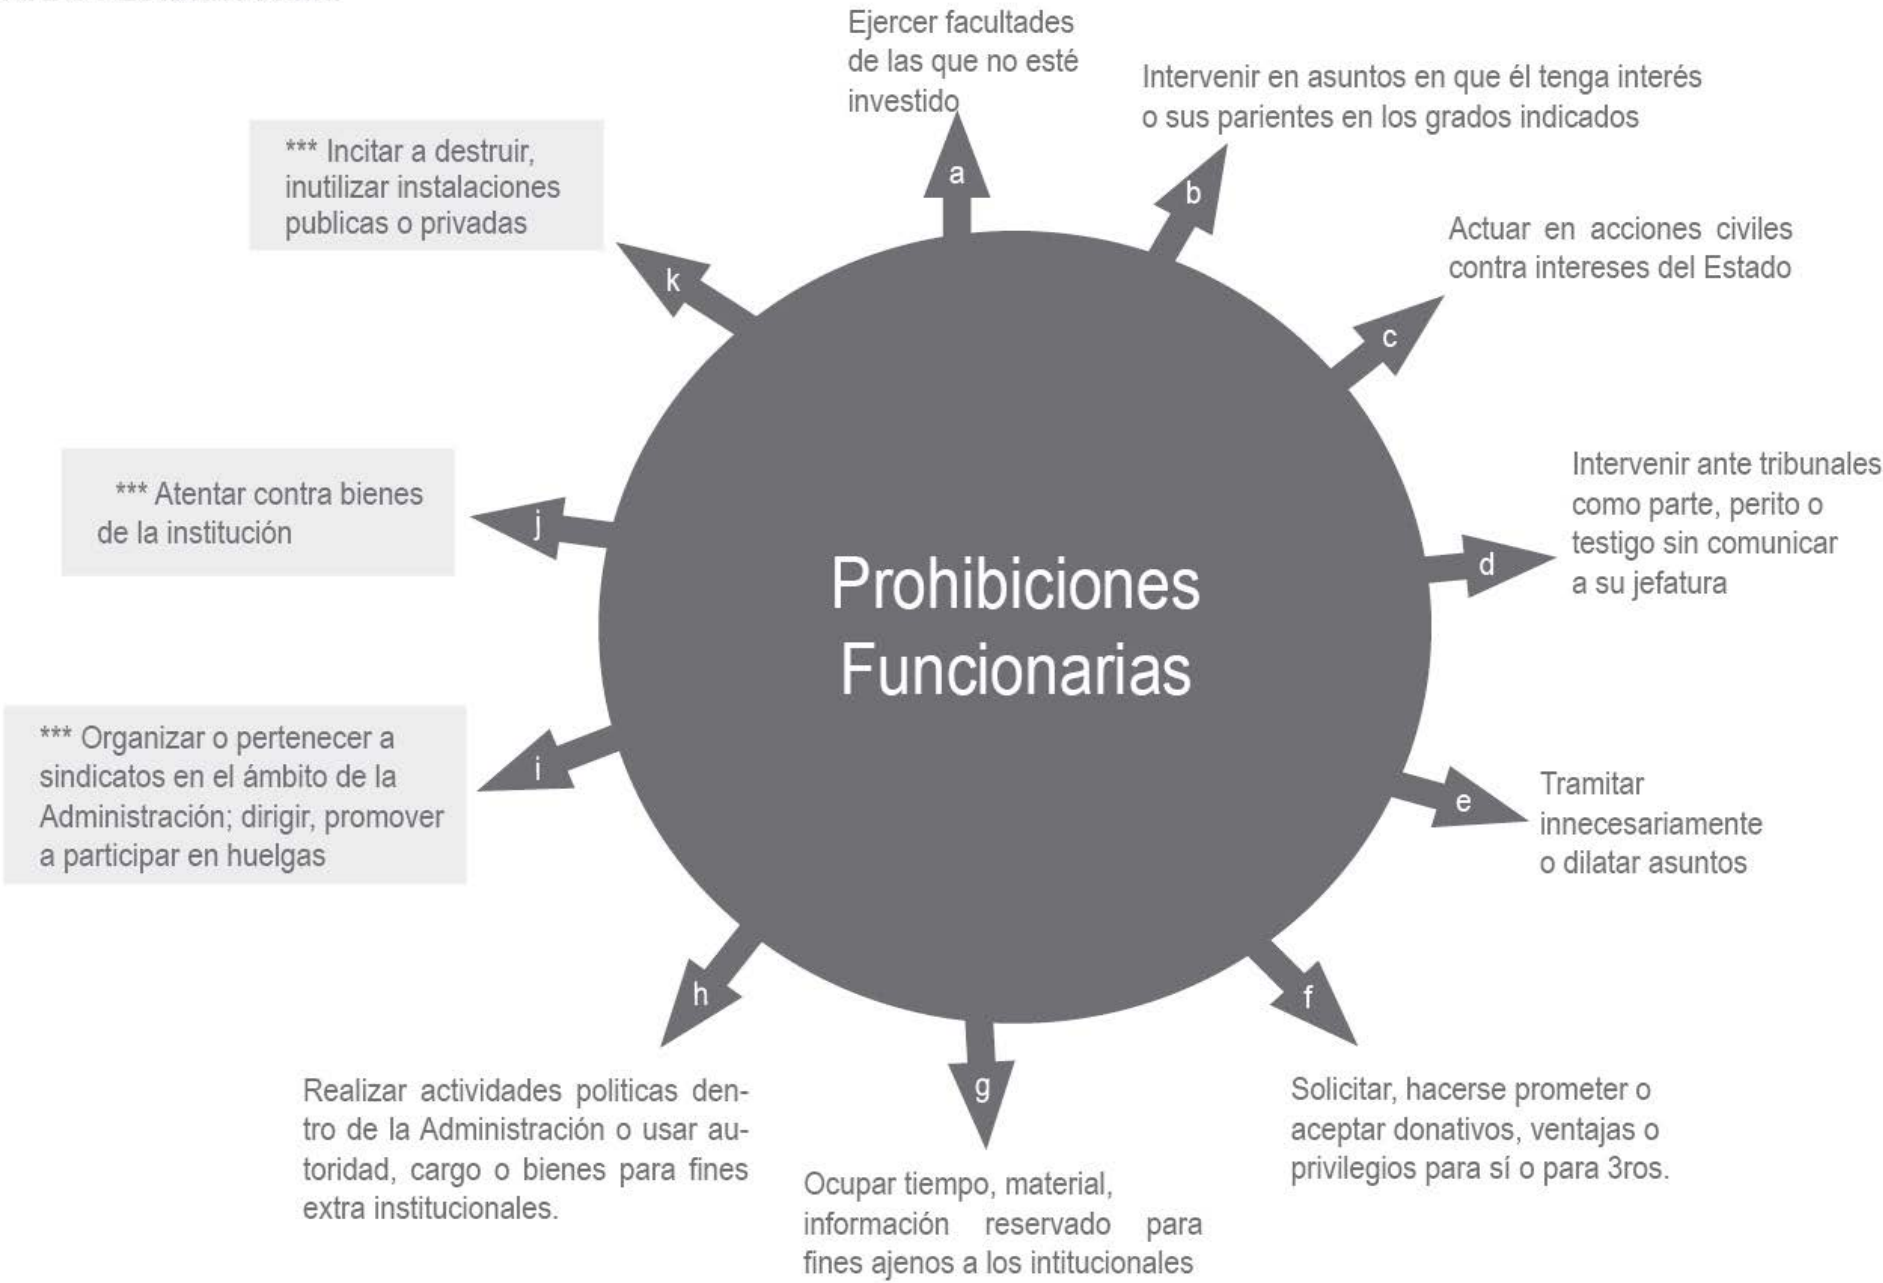 Ejercer facultades
de las que no esté
investido
a
Intervenir en asuntos en que él tenga interés
o sus parientes en los grados indicados
b
Actuar en acciones civiles
contra intereses del Estado
c
Intervenir ante tribunales
como parte, perito o
testigo sin comunicar
a su jefatura
d
Tramitar
innecesariamente
o dilatar asuntos
e
Solicitar, hacerse prometer o
aceptar donativos, ventajas o
privilegios para sí o para 3ros.
f
Ocupar tiempo, material,
información reservado para
fines ajenos a los intitucionales
g
Realizar actividades politicas den-
tro de la Administración o usar au-
toridad, cargo o bienes para fines
extra institucionales.
h
*** Organizar o pertenecer a
sindicatos en el ámbito de la
Administración; dirigir, promover
a participar en huelgas
i
*** Atentar contra bienes
de la institución
j
*** Incitar a destruir,
inutilizar instalaciones
publicas o privadas
k
Prohibiciones
Funcionarias